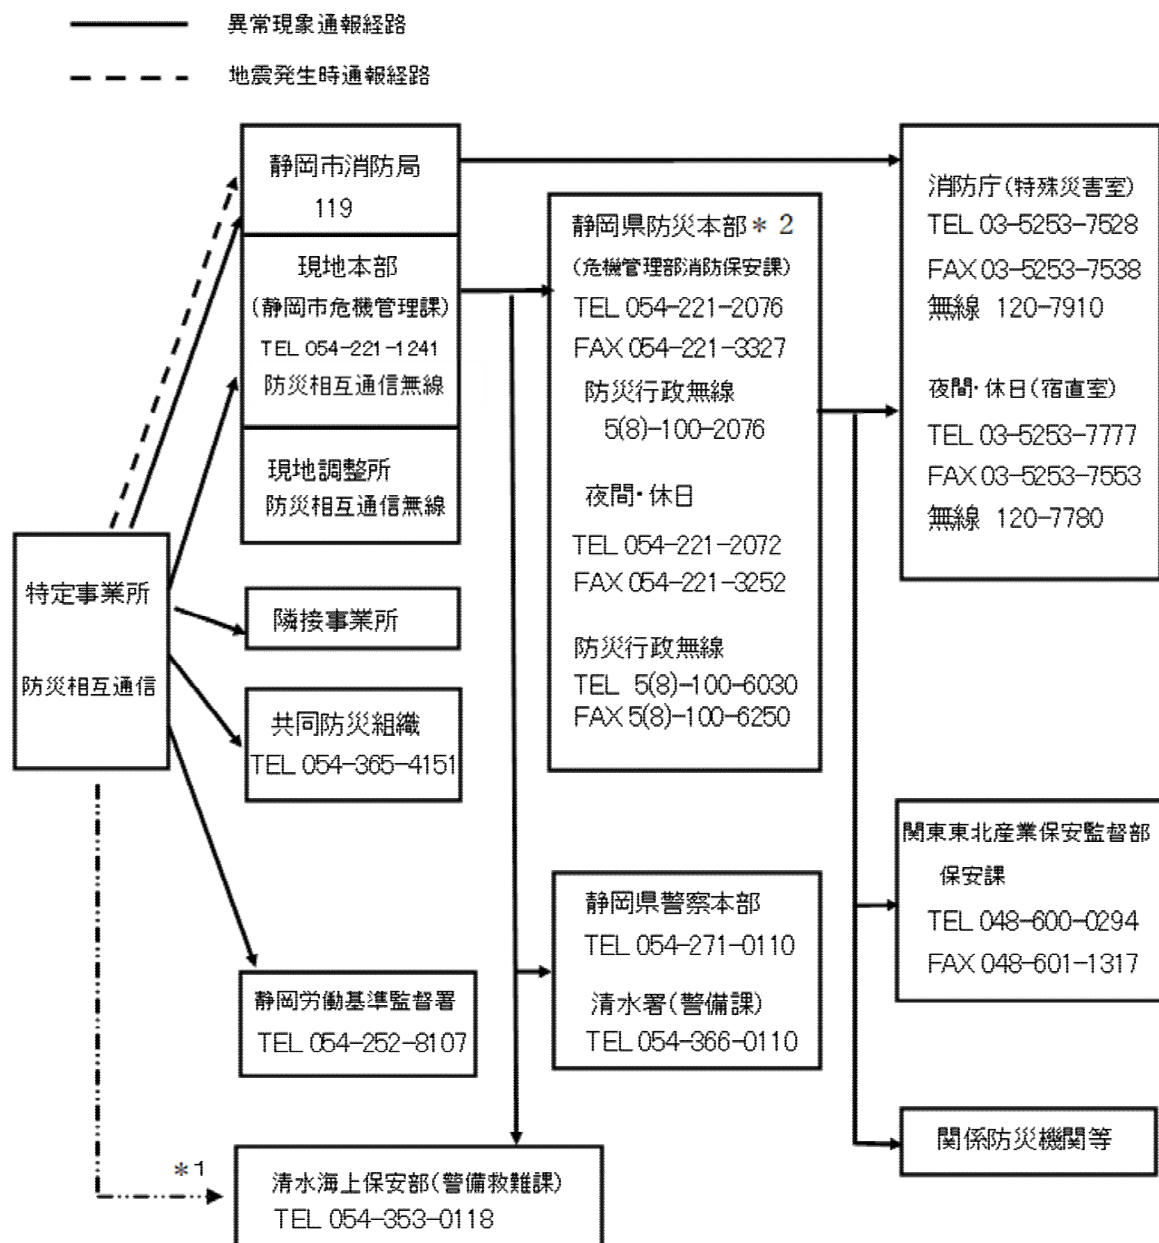 異常現象通報経路
地震発生時通報経路
静岡市消防局
119
現地本部
(静岡市危機管理課)
TEL 054-221-1241
防災相互通信無線
現地調整所
防災相互通信無線
特定事業所
防災相互通信
隣接事業所
共同防災組織
TEL 054-365-4151
静岡労働基準監督署
TEL 054-252-8107
*1
清水海上保安部(警備救難課)
TEL 054-353-0118
静岡県防災本部*2
(危機管理部消防保安課)
TEL 054-221-2076
FAX 054-221-3327
防災行政無線
5(8)-100-2076
夜間・休日
TEL 054-221-2072
FAX 054-221-3252
防災行政無線
TEL 5(8)-100-6030
FAX 5(8)-100-6250
静岡県警察本部
TEL 054-271-0110
清水署(警備課)
TEL 054-366-0110
消防庁(特殊災害室)
TEL 03-5253-7528
FAX 03-5253-7538
無線 120-7910
夜間・休日(宿直室)
TEL 03-5253-7777
FAX 03-5253-7553
無線 120-7780
関東東北産業保安監督部
保安課
TEL 048-600-0294
FAX 048-601-1317
関係防災機関等